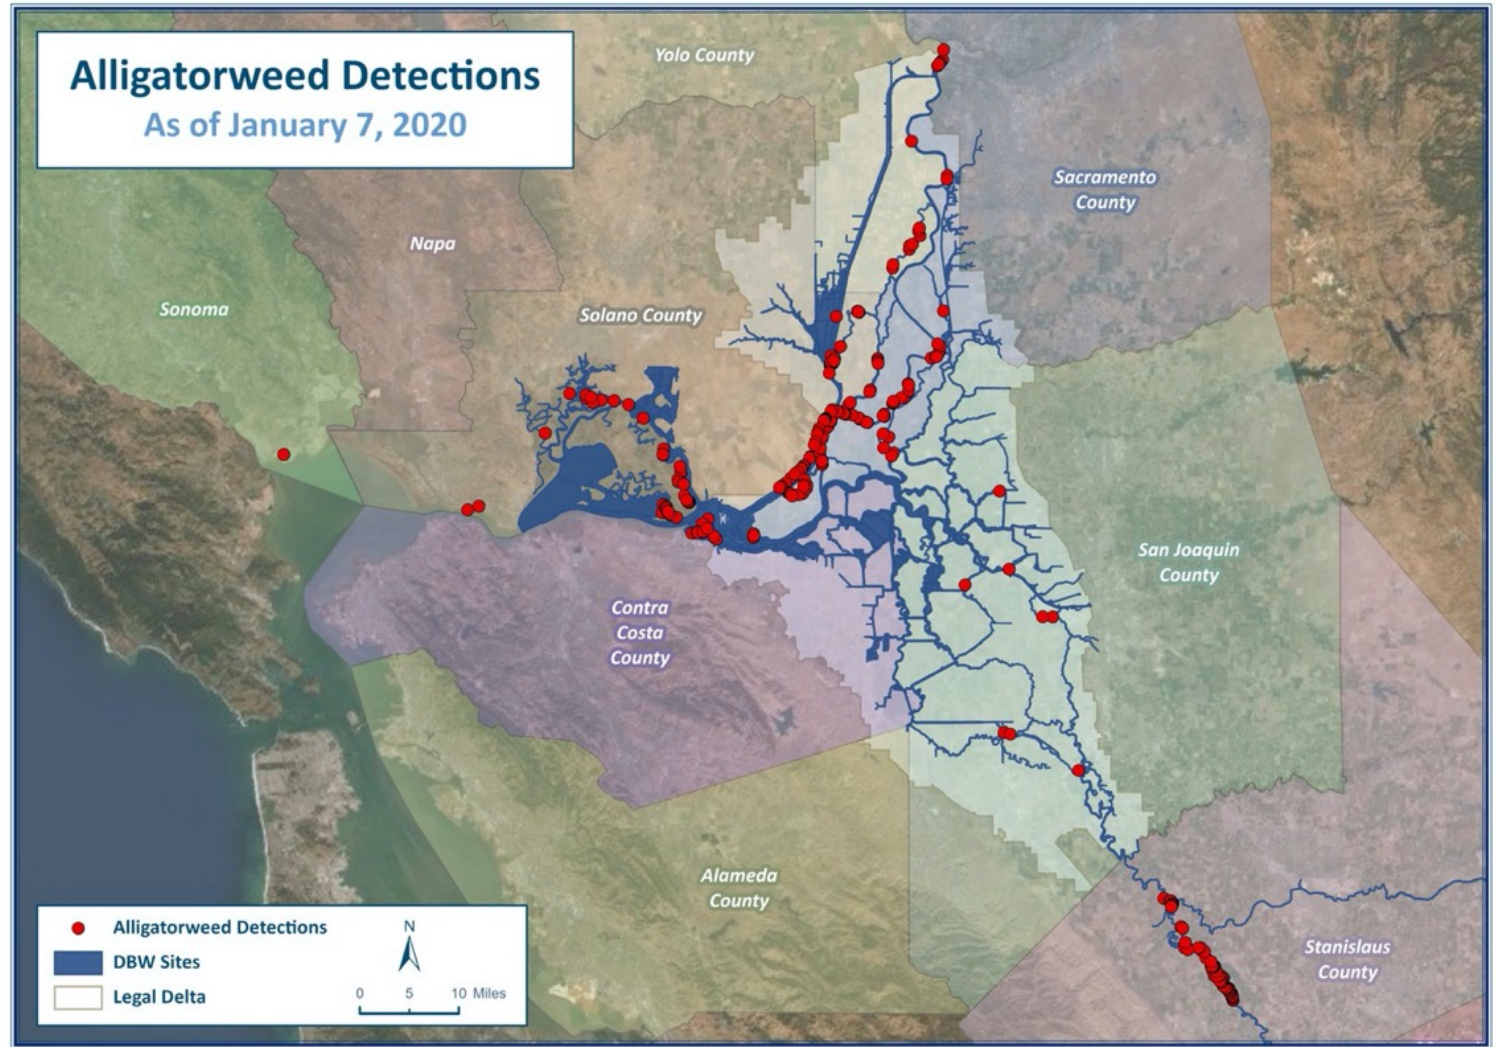 Alligatorweed Detections
As of January 7, 2020
Yolo County
Sacramento
County
Napa
Sonoma
Solano County
San Joaquin
County
Contra
Costa
County
Alameda
County
Stanislaus
County
Alligatorweed Detections
DBW Sites
Legal Delta
N
0 5 10 Miles